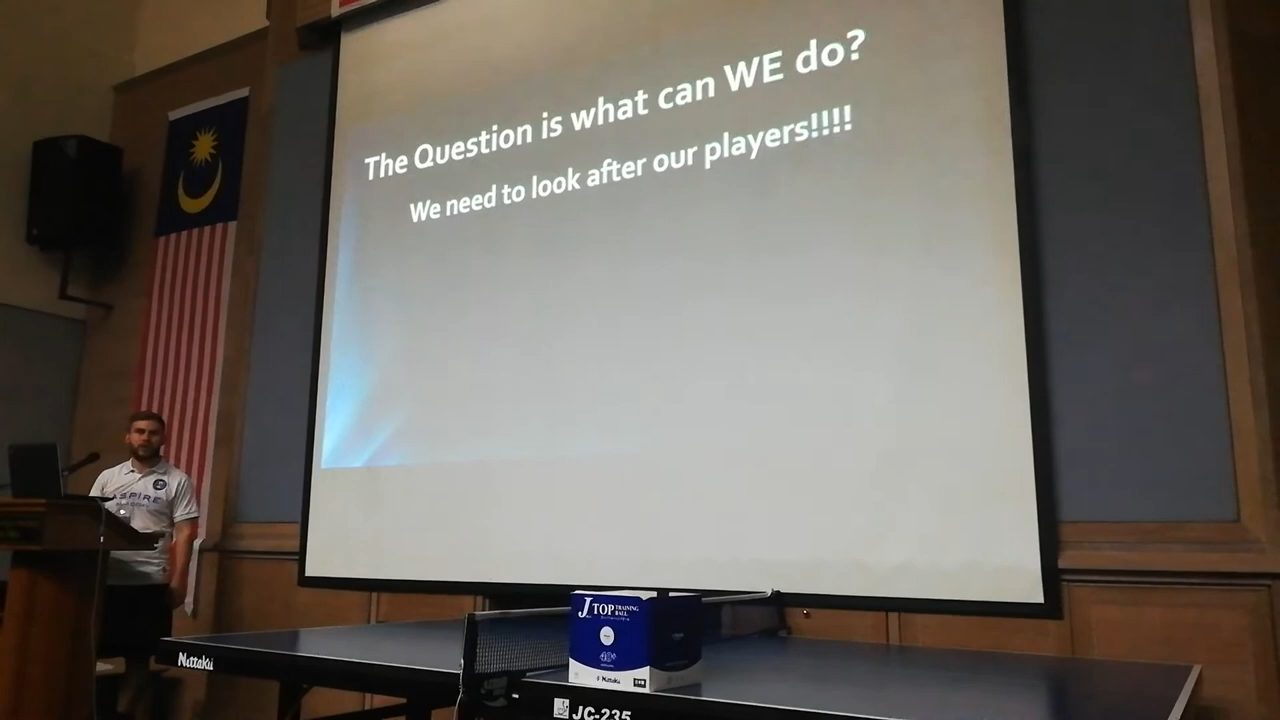 The Question is what can WE do?
We need to look after our players!!!!
ASPIRE
J TOP TRAINING BALL
40+
Nittaku
Nittaku
JC-235